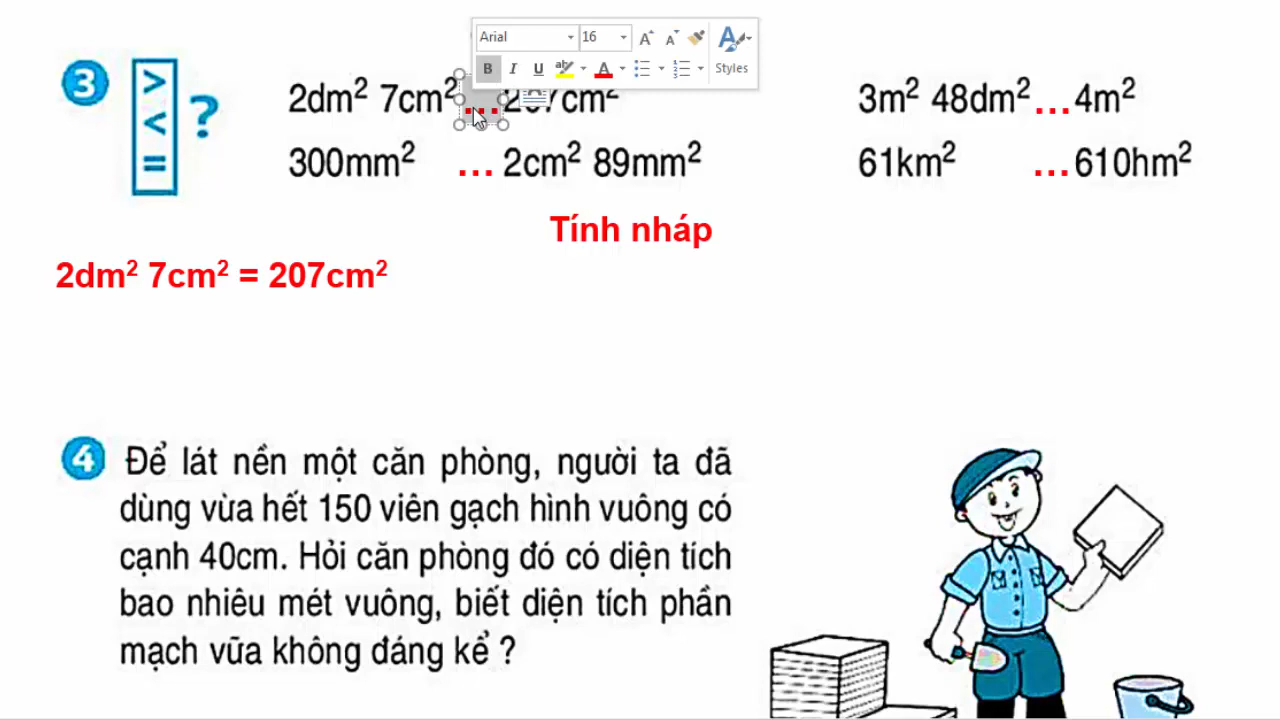 Arial 16
B I U Styles
3 > < = ? 2dm² 7cm² ... 207cm² 3m² 48dm² ... 4m²
300mm² ... 2cm² 89mm² 61km² ... 610hm²
Tính nháp
2dm² 7cm² = 207cm²
4 Để lát nền một căn phòng, người ta đã
dùng vừa hết 150 viên gạch hình vuông có
cạnh 40cm. Hỏi căn phòng đó có diện tích
bao nhiêu mét vuông, biết diện tích phần
mạch vữa không đáng kể ?